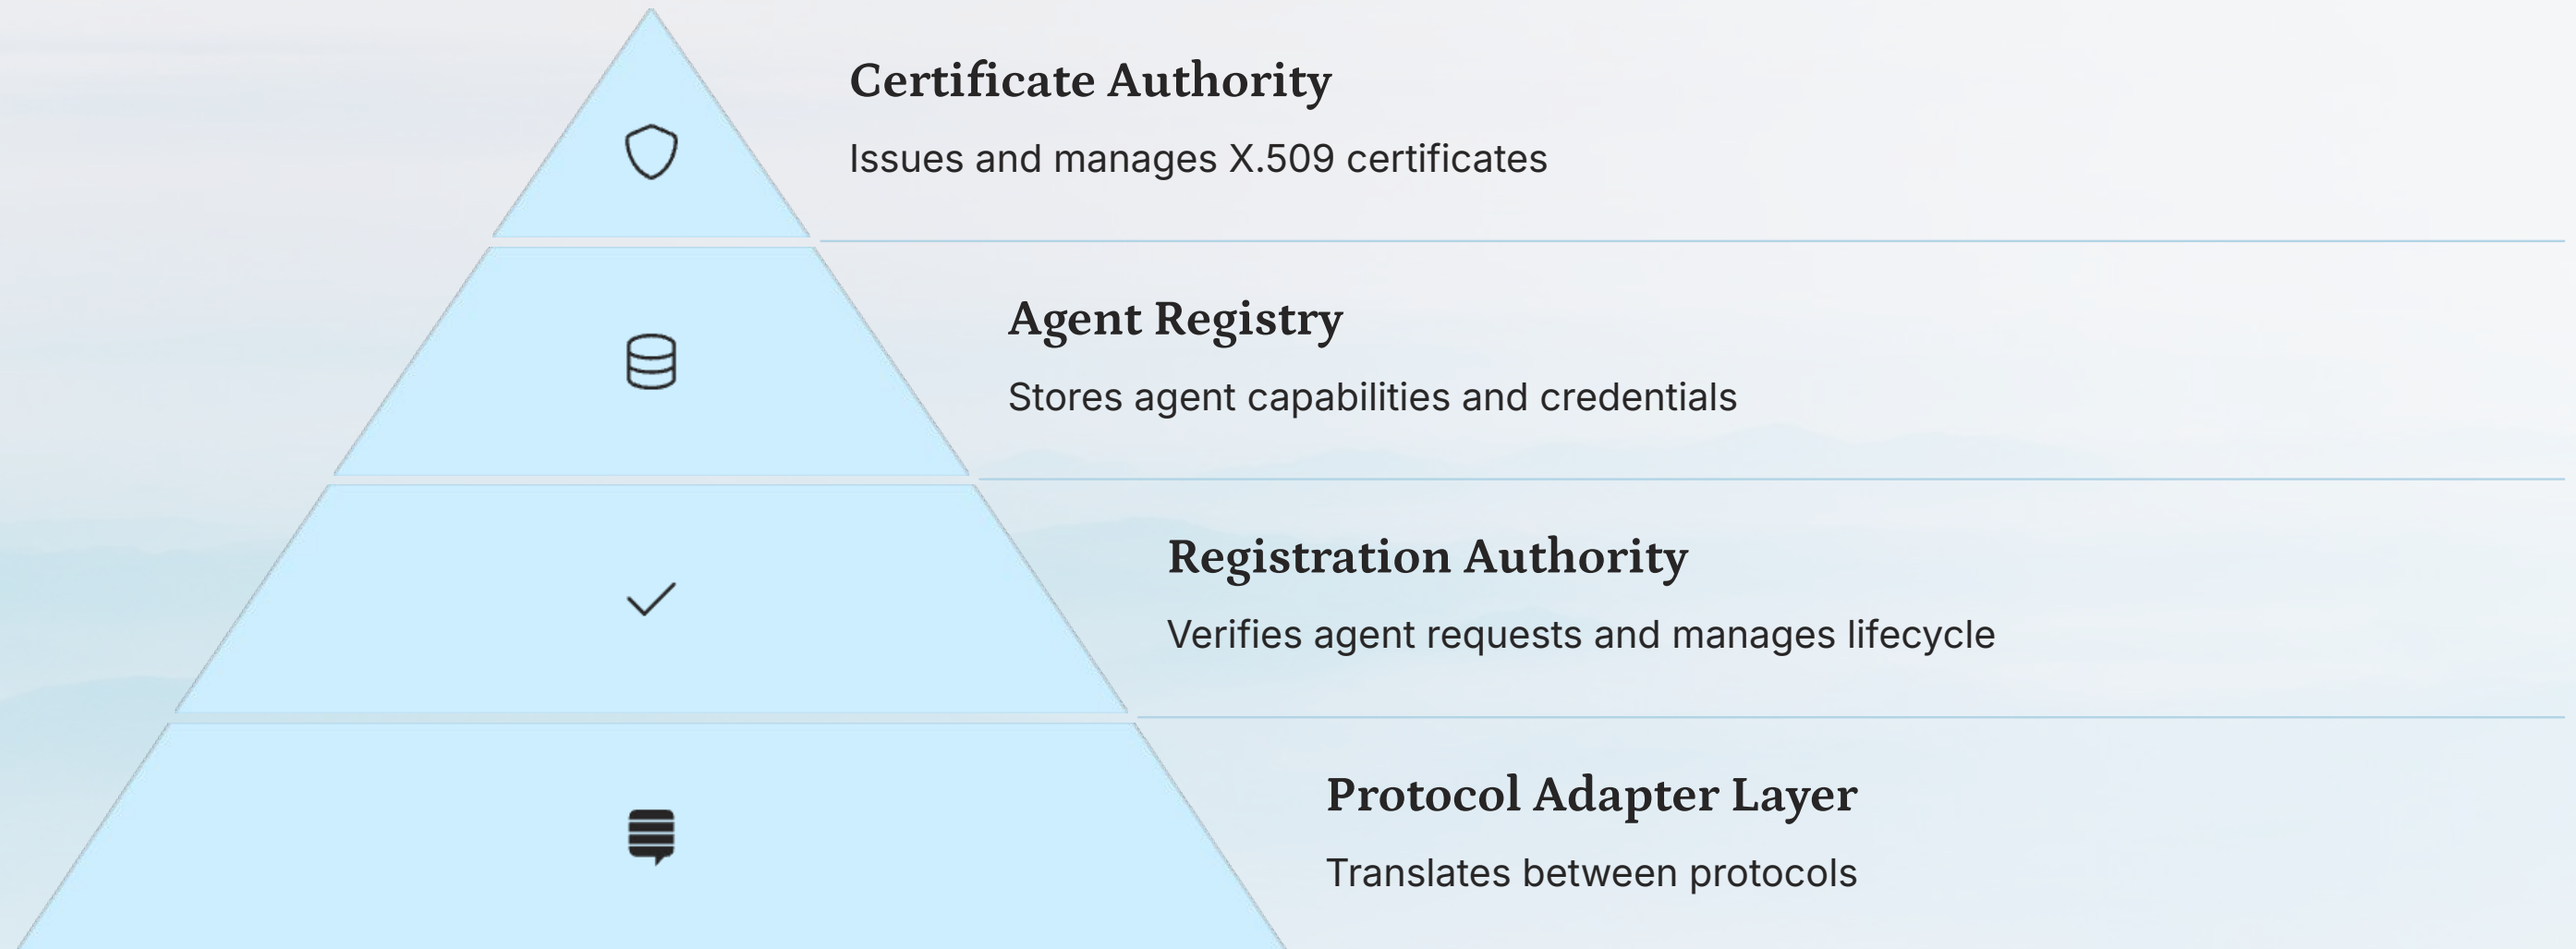 Certificate Authority
Issues and manages X.509 certificates
Agent Registry
Stores agent capabilities and credentials
Registration Authority
Verifies agent requests and manages lifecycle
Protocol Adapter Layer
Translates between protocols